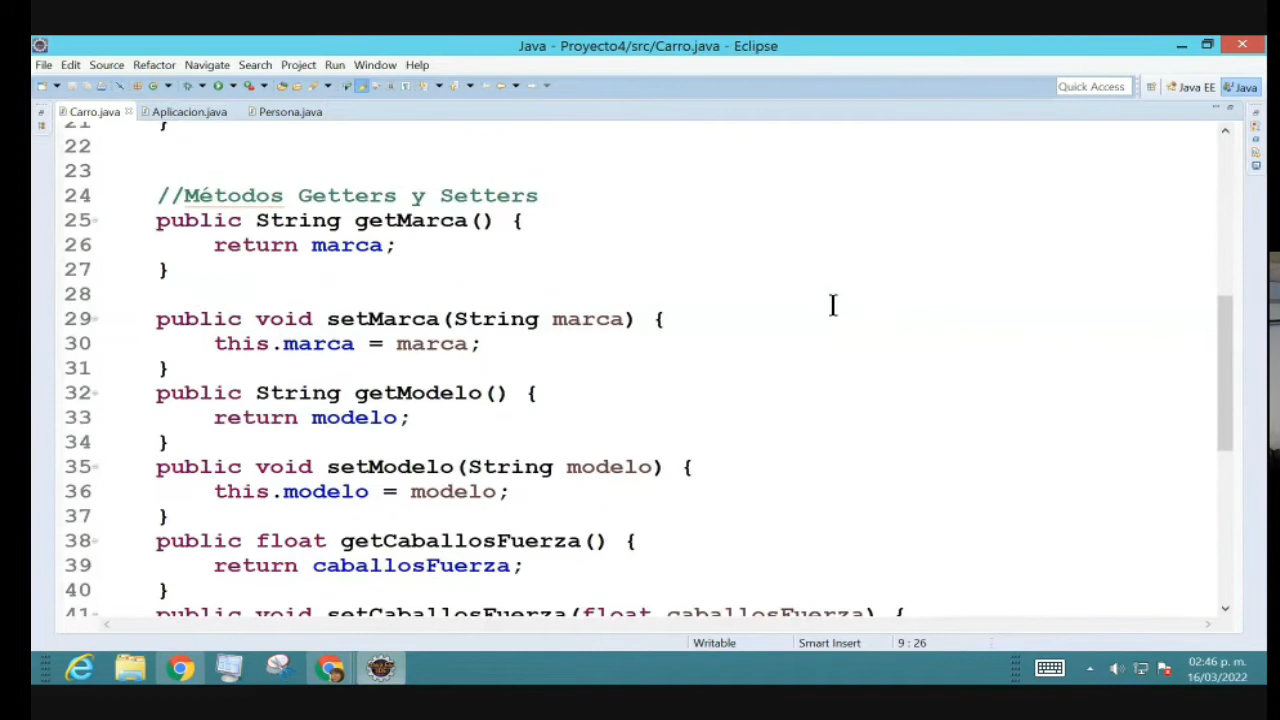 Java - Proyecto4/src/Carro.java - Eclipse
File Edit Source Refactor Navigate Search Project Run Window Help
Quick Access
Java EE
Java
Carro.java
Aplicacion.java
Persona.java
21 }
22
23
24 //Métodos Getters y Setters
25 public String getMarca() {
26 return marca;
27 }
28
29 public void setMarca(String marca) {
30 this.marca = marca;
31 }
32 public String getModelo() {
33 return modelo;
34 }
35 public void setModelo(String modelo) {
36 this.modelo = modelo;
37 }
38 public float getCaballosFuerza() {
39 return caballosFuerza;
40 }
41 public void setCaballosFuerza(float caballosFuerza) {
Writable
Smart Insert
9 : 26
02:46 p. m.
16/03/2022